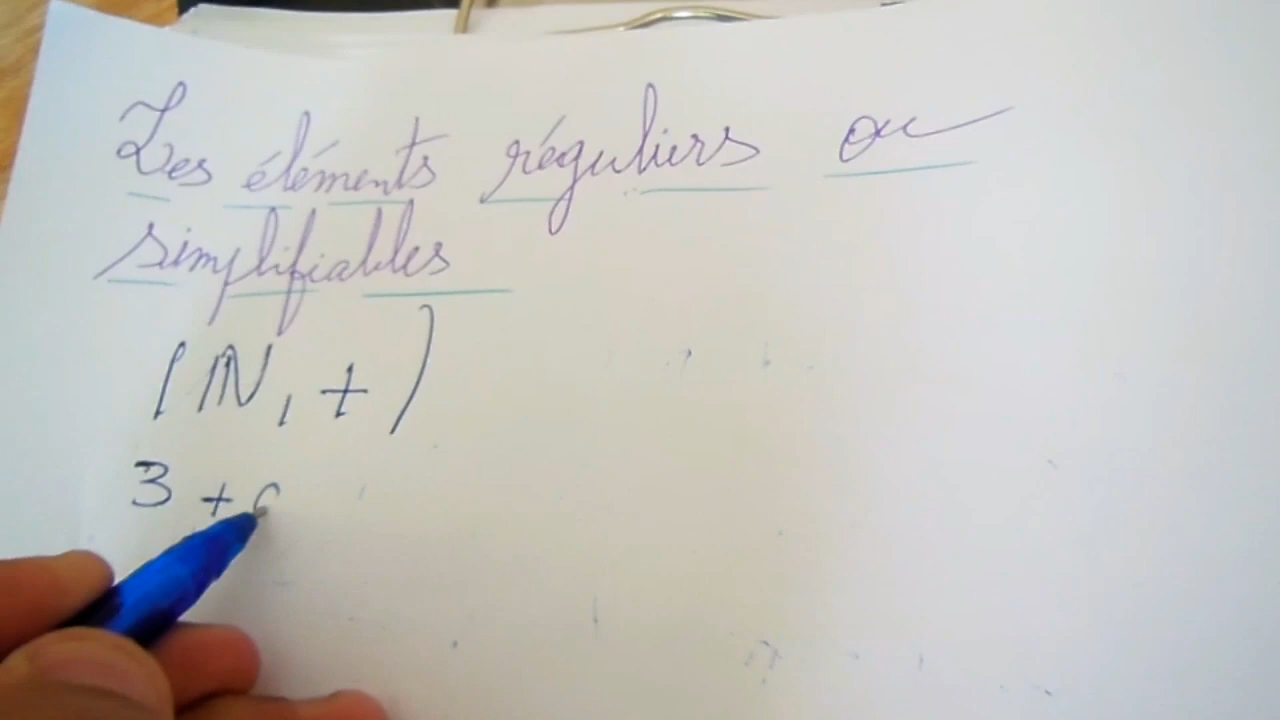 Les éléments réguliers ou
simplifiables
(ℕ, +)
3 +